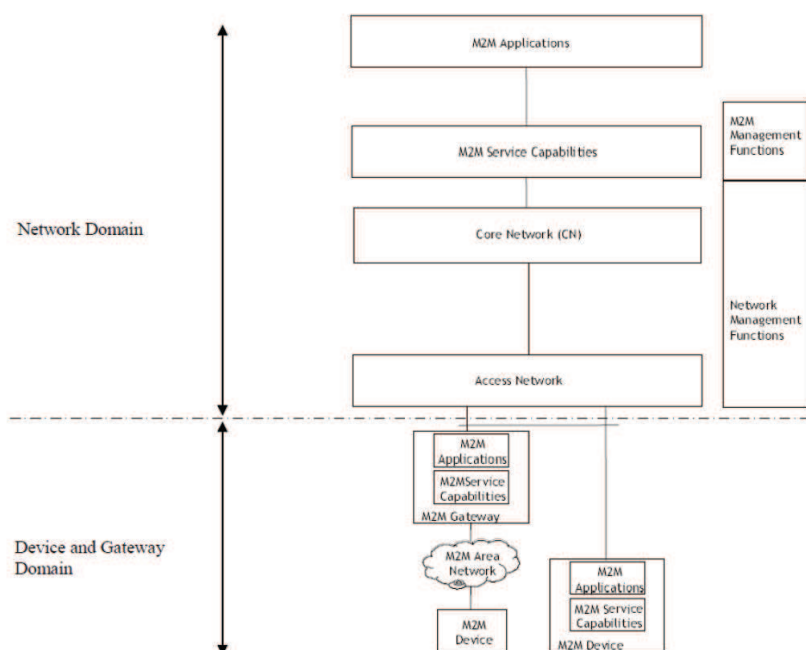 M2M Applications
M2M
Management
Functions
M2M Service Capabilities
Network Domain
Core Network (CN)
Network
Management
Functions
Access Network
M2M
Applications
M2MService
Capabilities
M2M Gateway
Device and Gateway
Domain
M2M Area
Network
M2M
Device
M2M
Applications
M2M Service
Capabilities
M2M Device